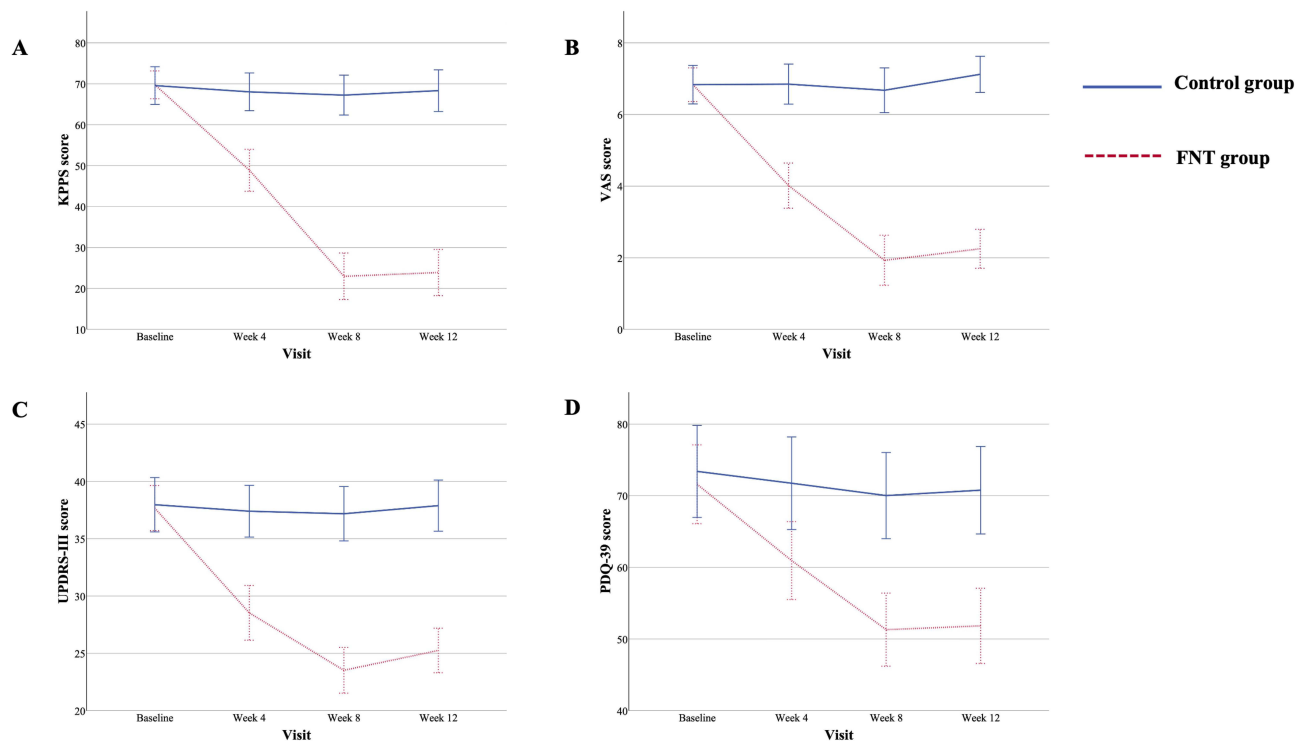 A
KPPS score
80
70
60
50
40
30
20
10
Baseline
Week 4
Week 8
Week 12
Visit
B
VAS score
8
6
4
2
0
Baseline
Week 4
Week 8
Week 12
Visit
Control group
FNT group
C
UPDRS-III score
45
40
35
30
25
20
Baseline
Week 4
Week 8
Week 12
Visit
D
PDQ-39 score
80
70
60
50
40
Baseline
Week 4
Week 8
Week 12
Visit